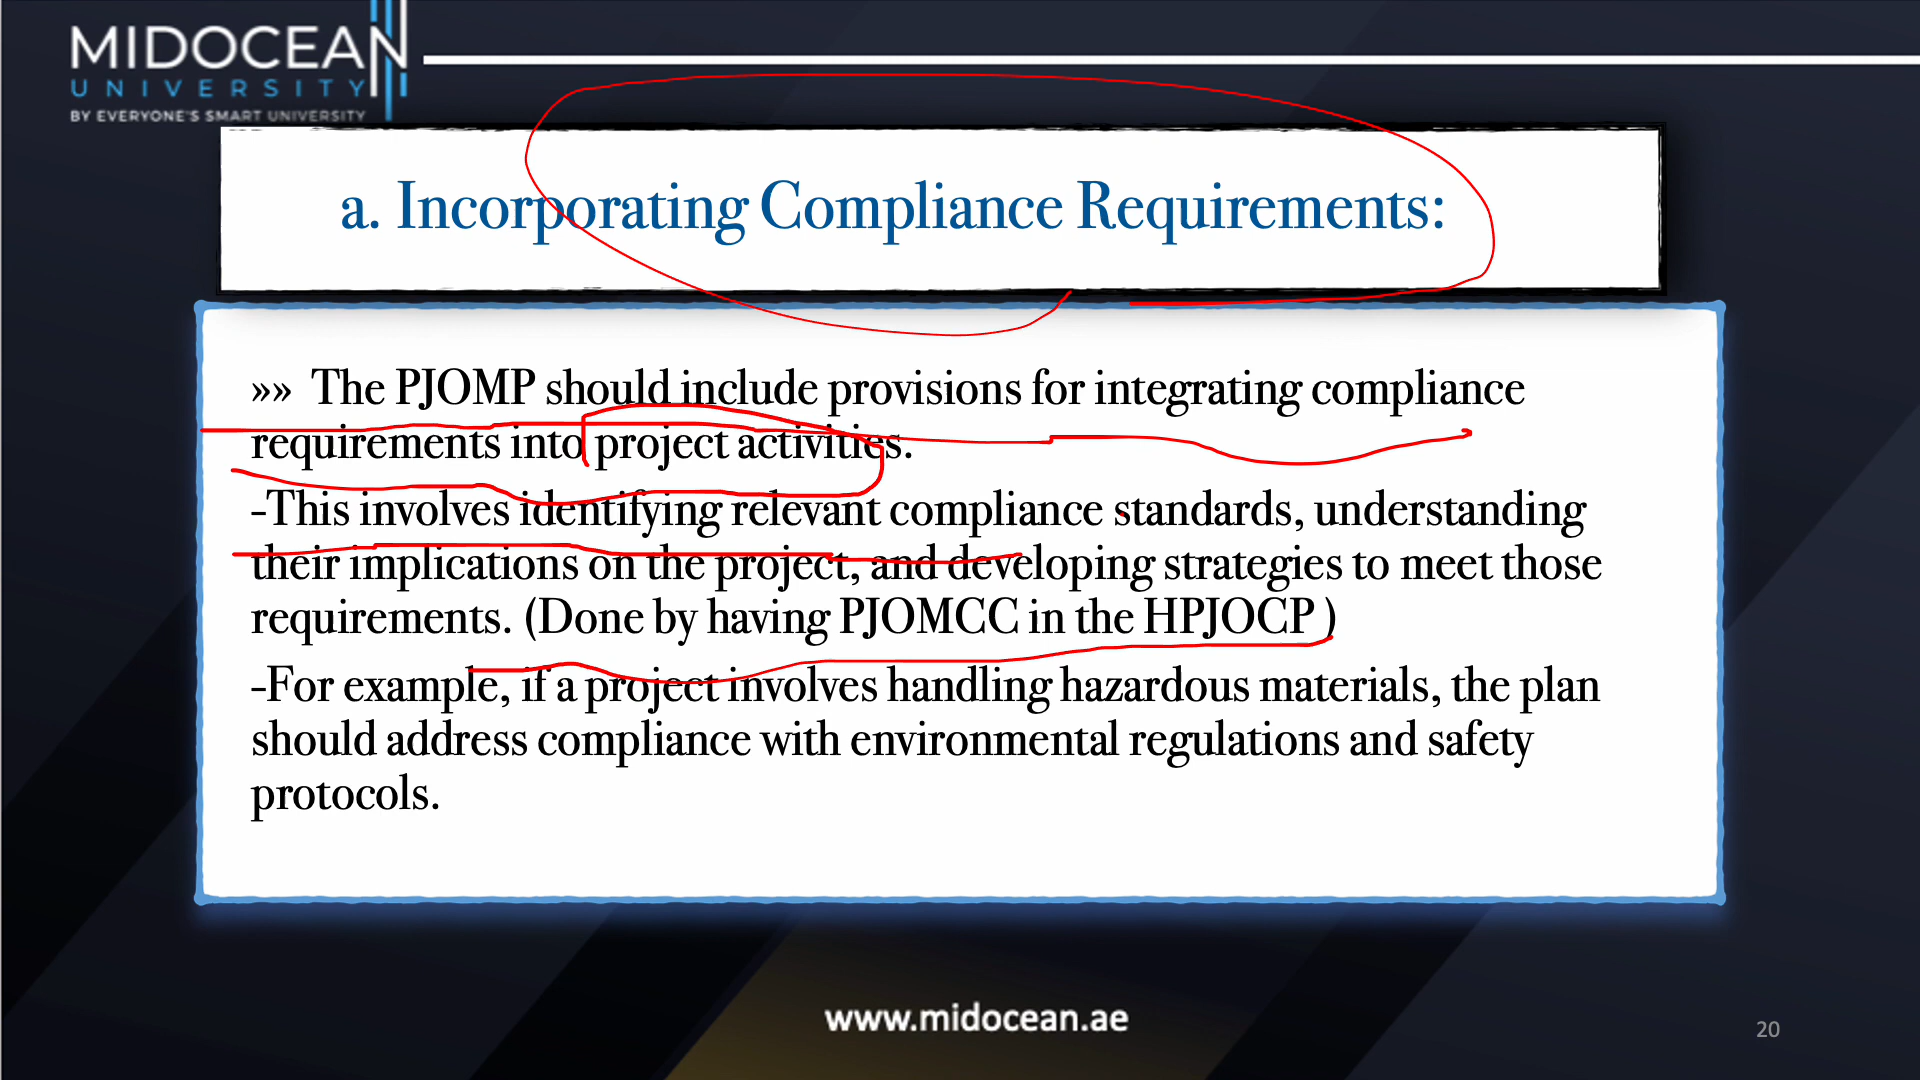 MIDOCEAN
UNIVERSITY
BY EVERYONE'S SMART UNIVERSITY
a. Incorporating Compliance Requirements:
»» The PJOMP should include provisions for integrating compliance
requirements into project activities.
-This involves identifying relevant compliance standards, understanding
their implications on the project, and developing strategies to meet those
requirements. (Done by having PJOMCC in the HPJOCP )
-For example, if a project involves handling hazardous materials, the plan
should address compliance with environmental regulations and safety
protocols.
www.midocean.ae
20